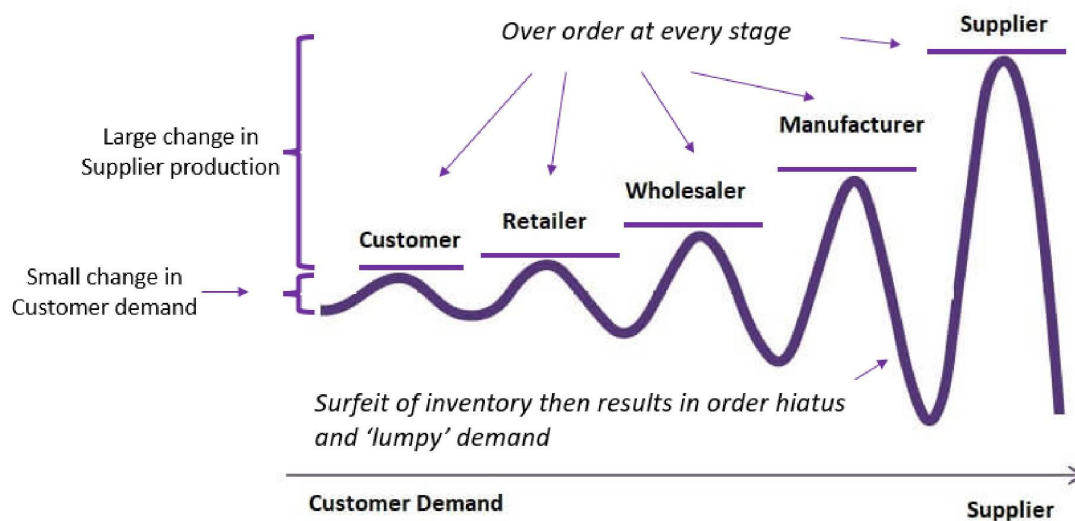 Over order at every stage
Supplier
Manufacturer
Large change in
Supplier production
Wholesaler
Retailer
Customer
Small change in
Customer demand
Surfeit of inventory then results in order hiatus
and ‘lumpy’ demand
Customer Demand
Supplier